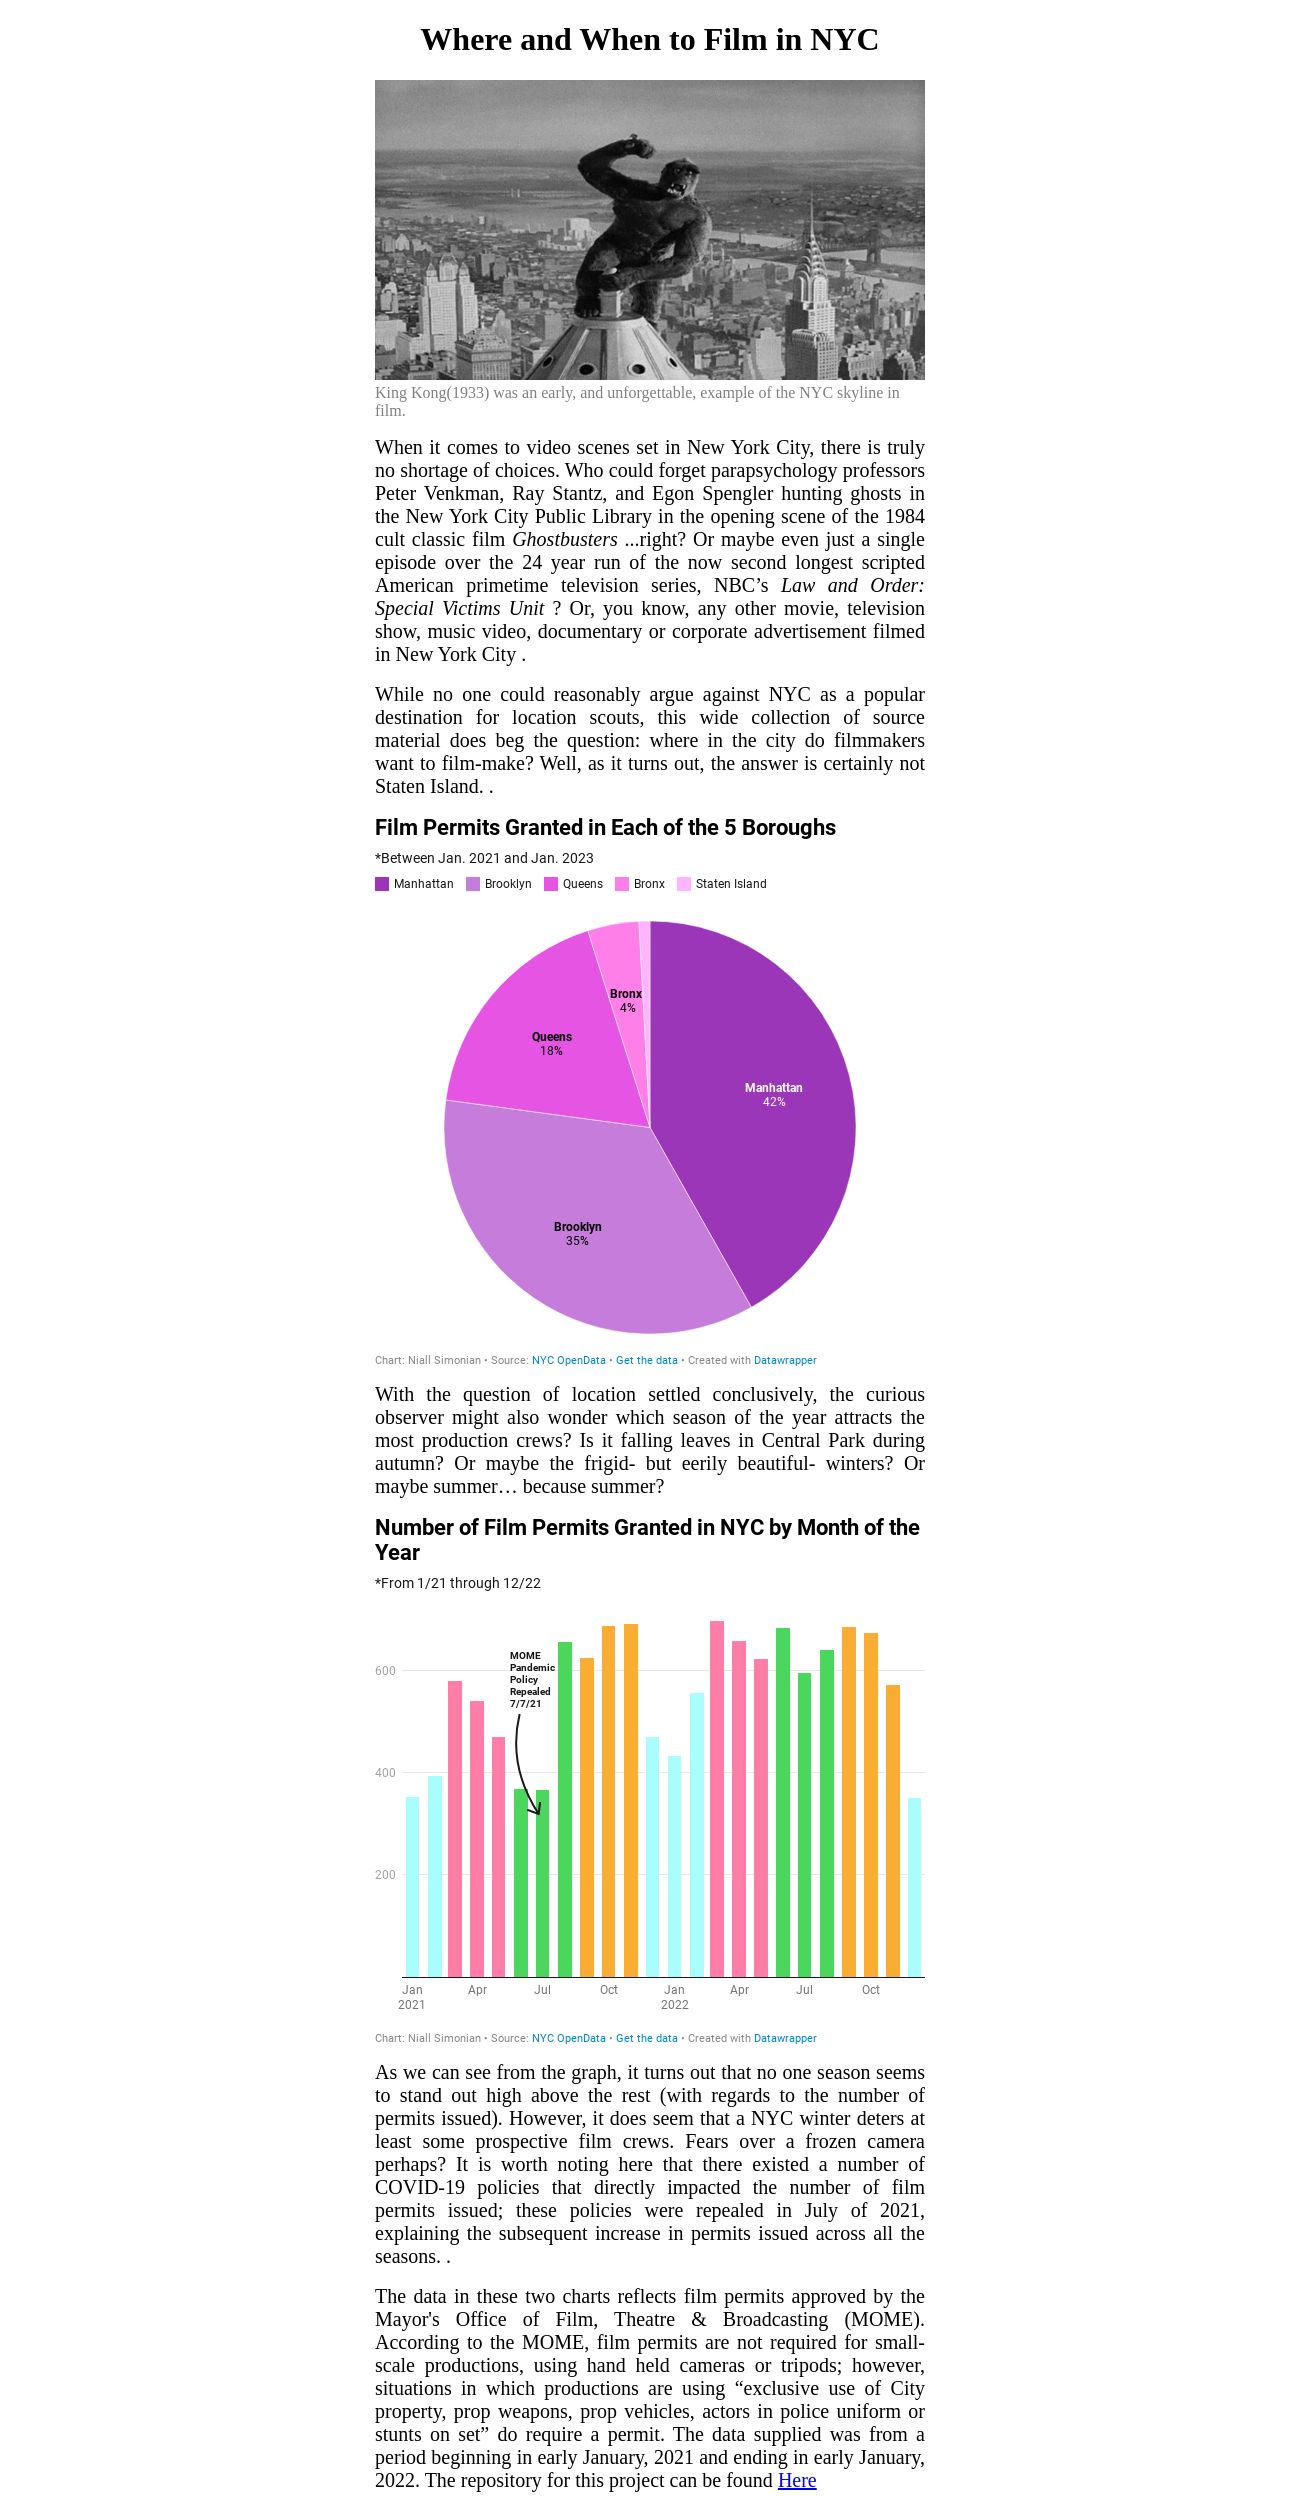 Where and When to Film in NYC
King Kong(1933) was an early, and unforgettable, example of the NYC skyline in
film.
When it comes to video scenes set in New York City, there is truly
no shortage of choices. Who could forget parapsychology professors
Peter Venkman, Ray Stantz, and Egon Spengler hunting ghosts in
the New York City Public Library in the opening scene of the 1984
cult classic film Ghostbusters ...right? Or maybe even just a single
episode over the 24 year run of the now second longest scripted
American primetime television series, NBC’s Law and Order:
Special Victims Unit ? Or, you know, any other movie, television
show, music video, documentary or corporate advertisement filmed
in New York City .
While no one could reasonably argue against NYC as a popular
destination for location scouts, this wide collection of source
material does beg the question: where in the city do filmmakers
want to film-make? Well, as it turns out, the answer is certainly not
Staten Island. .
Film Permits Granted in Each of the 5 Boroughs
*Between Jan. 2021 and Jan. 2023
Manhattan Brooklyn Queens Bronx Staten Island
Bronx
4%
Queens
18%
Manhattan
42%
Brooklyn
35%
Chart: Niall Simonian • Source: NYC OpenData • Get the data • Created with Datawrapper
With the question of location settled conclusively, the curious
observer might also wonder which season of the year attracts the
most production crews? Is it falling leaves in Central Park during
autumn? Or maybe the frigid- but eerily beautiful- winters? Or
maybe summer… because summer?
Number of Film Permits Granted in NYC by Month of the
Year
*From 1/21 through 12/22
MOME
Pandemic
Policy
Repealed
7/7/21
600
400
200
Jan Apr Jul Oct Jan Apr Jul Oct
2021 2022
Chart: Niall Simonian • Source: NYC OpenData • Get the data • Created with Datawrapper
As we can see from the graph, it turns out that no one season seems
to stand out high above the rest (with regards to the number of
permits issued). However, it does seem that a NYC winter deters at
least some prospective film crews. Fears over a frozen camera
perhaps? It is worth noting here that there existed a number of
COVID-19 policies that directly impacted the number of film
permits issued; these policies were repealed in July of 2021,
explaining the subsequent increase in permits issued across all the
seasons. .
The data in these two charts reflects film permits approved by the
Mayor's Office of Film, Theatre & Broadcasting (MOME).
According to the MOME, film permits are not required for small-
scale productions, using hand held cameras or tripods; however,
situations in which productions are using “exclusive use of City
property, prop weapons, prop vehicles, actors in police uniform or
stunts on set” do require a permit. The data supplied was from a
period beginning in early January, 2021 and ending in early January,
2022. The repository for this project can be found Here